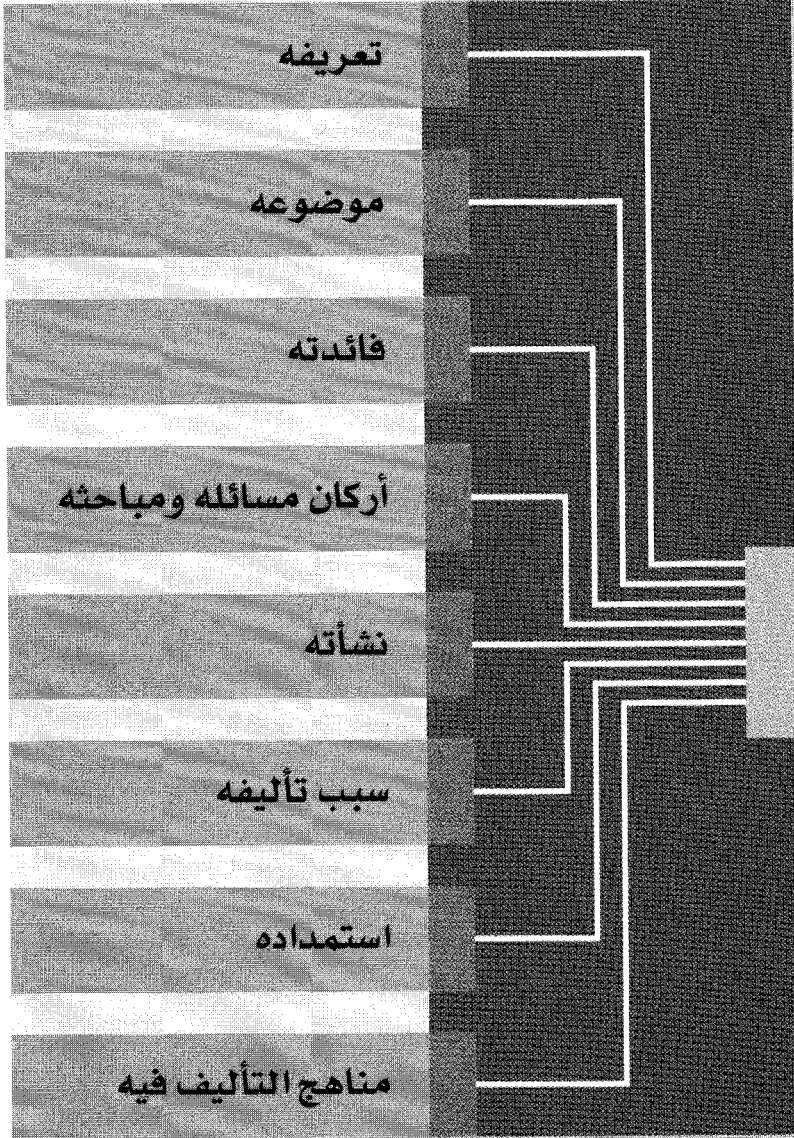 تعريفه
موضوعه
فائدته
أركان مسائله ومباحثه
نشأته
سبب تأليفه
استمداده
مناهج التأليف فيه